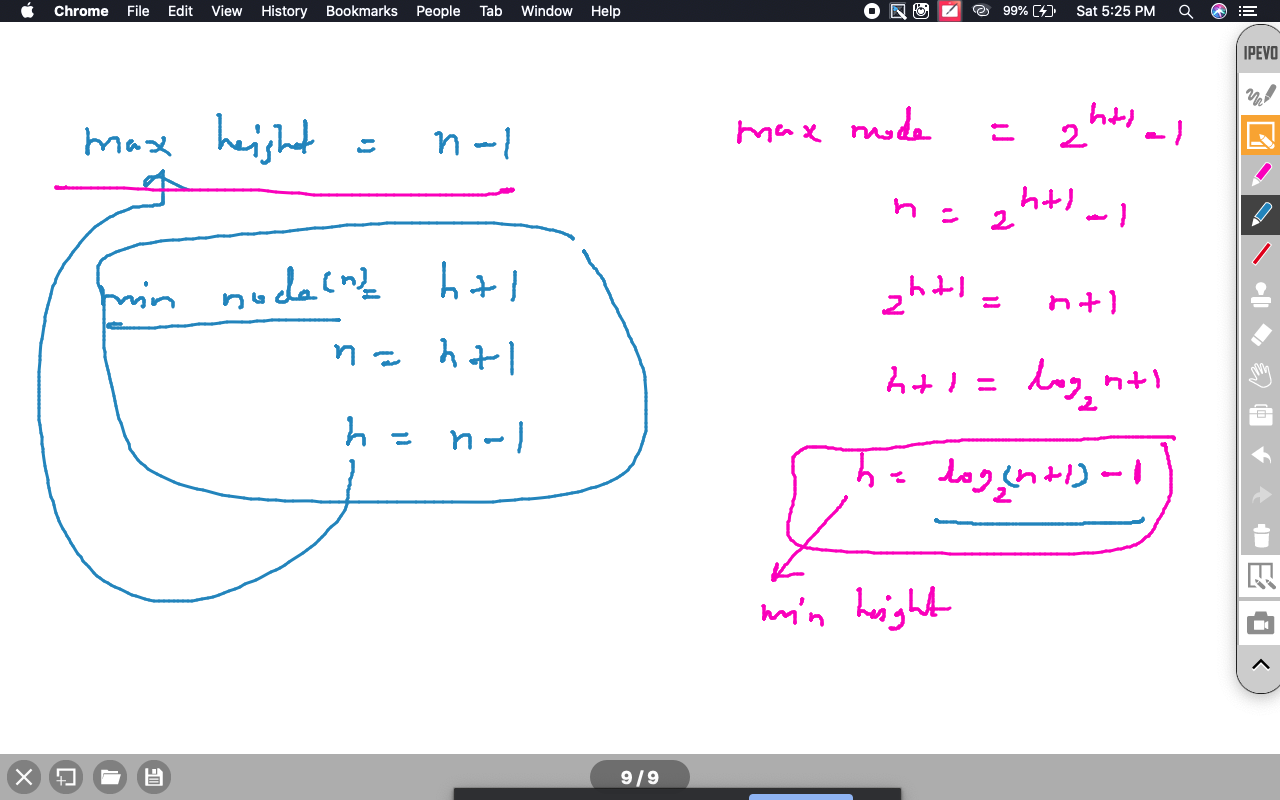 Chrome File Edit View History Bookmarks People Tab Window Help 99% Sat 5:25 PM
IPEVO
max height = n-1
min node(n) = h+1
n = h+1
h = n-1
max node = 2^{h+1} - 1
n = 2^{h+1} - 1
2^{h+1} = n+1
h+1 = log_2 n+1
h = log_2(n+1) - 1
min height
9/9